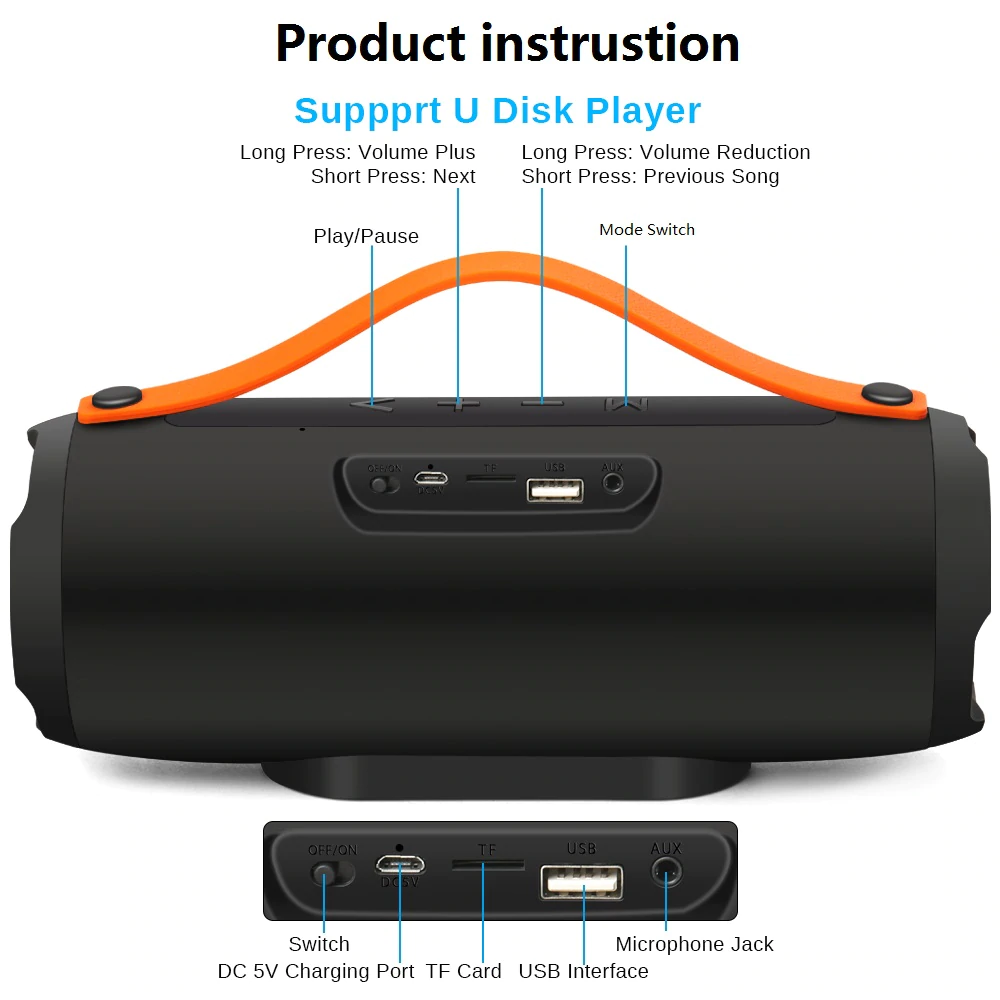 Product instrustion
Suppprt U Disk Player
Long Press: Volume Plus
Short Press: Next
Long Press: Volume Reduction
Short Press: Previous Song
Play/Pause
Mode Switch
OFF/ON
DC5V
TF
USB
AUX
OFF/ON
DC5V
TF
USB
AUX
Switch
Microphone Jack
DC 5V Charging Port
TF Card
USB Interface